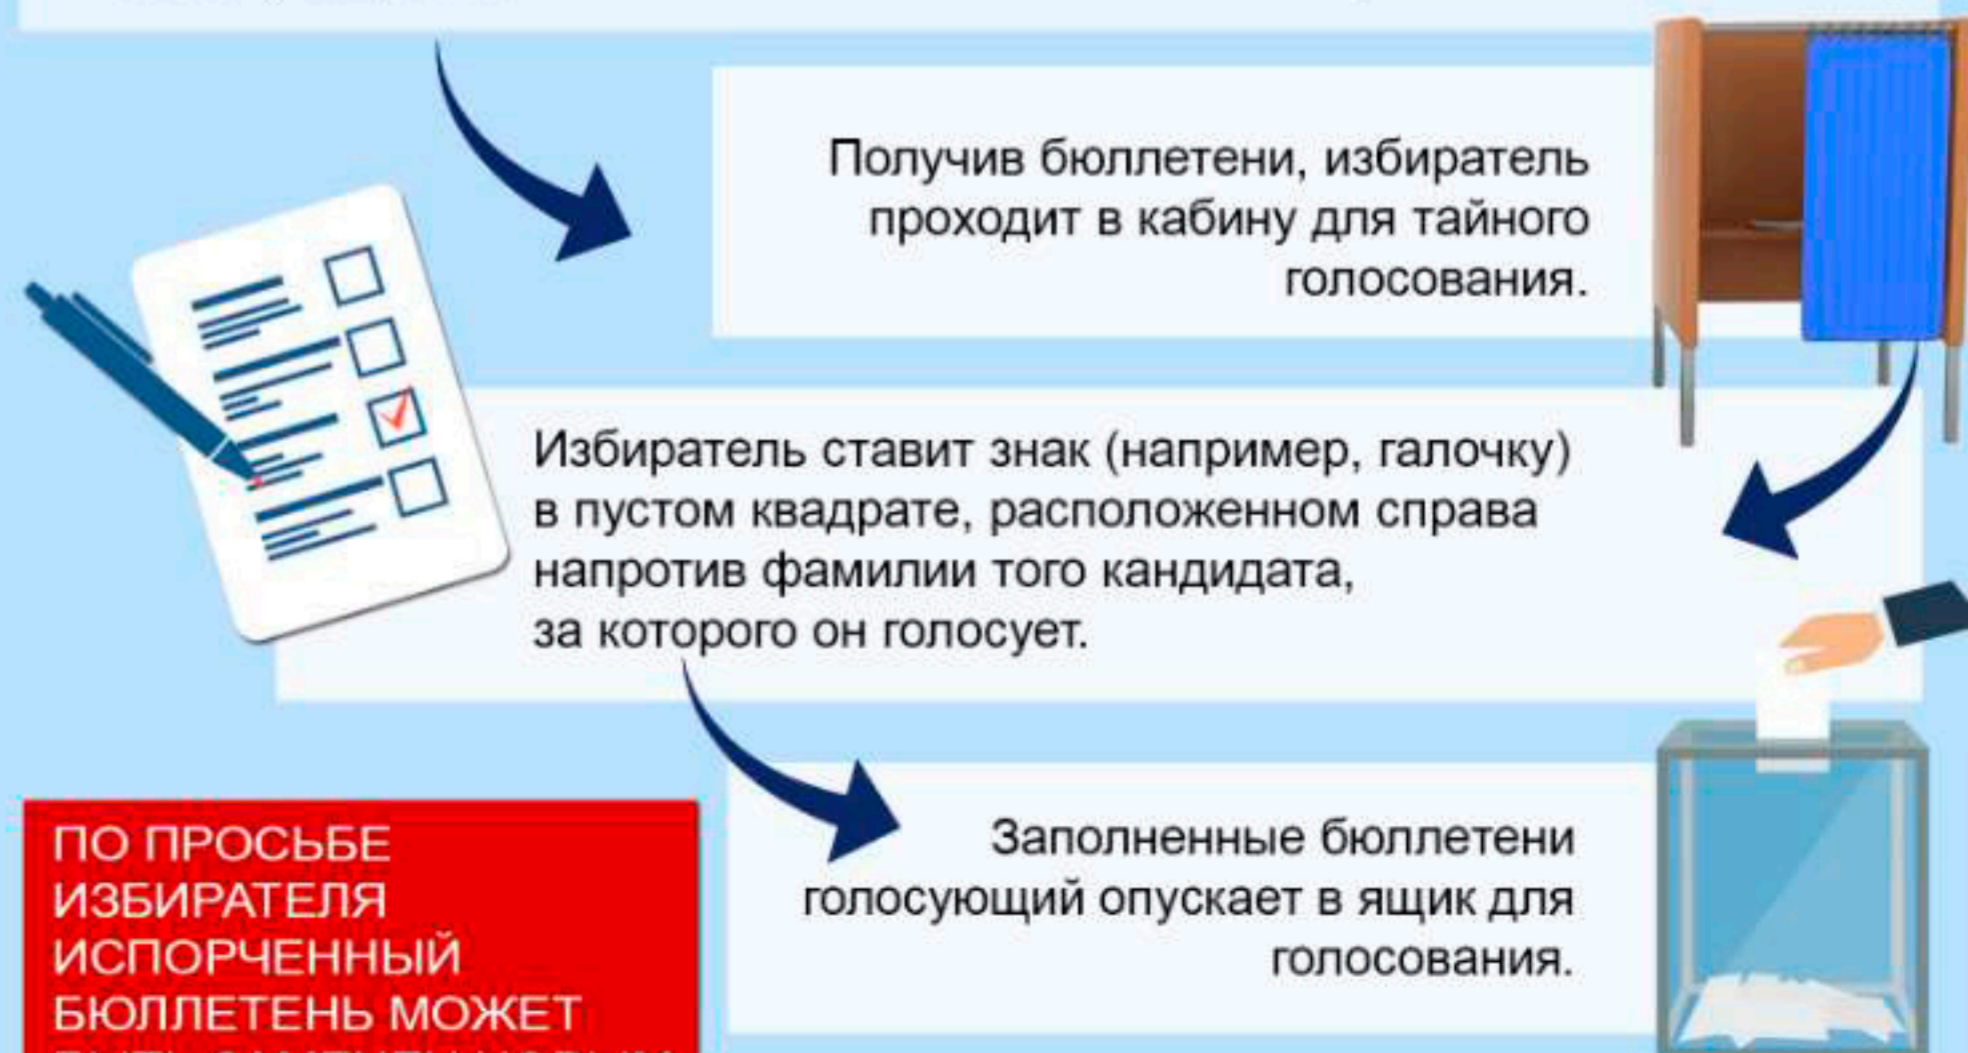 Получив бюллетени, избиратель
проходит в кабину для тайного
голосования.
Избиратель ставит знак (например, галочку)
в пустом квадрате, расположенном справа
напротив фамилии того кандидата,
за которого он голосует.
Заполненные бюллетени
голосующий опускает в ящик для
голосования.
ПО ПРОСЬБЕ
ИЗБИРАТЕЛЯ
ИСПОРЧЕННЫЙ
БЮЛЛЕТЕНЬ МОЖЕТ